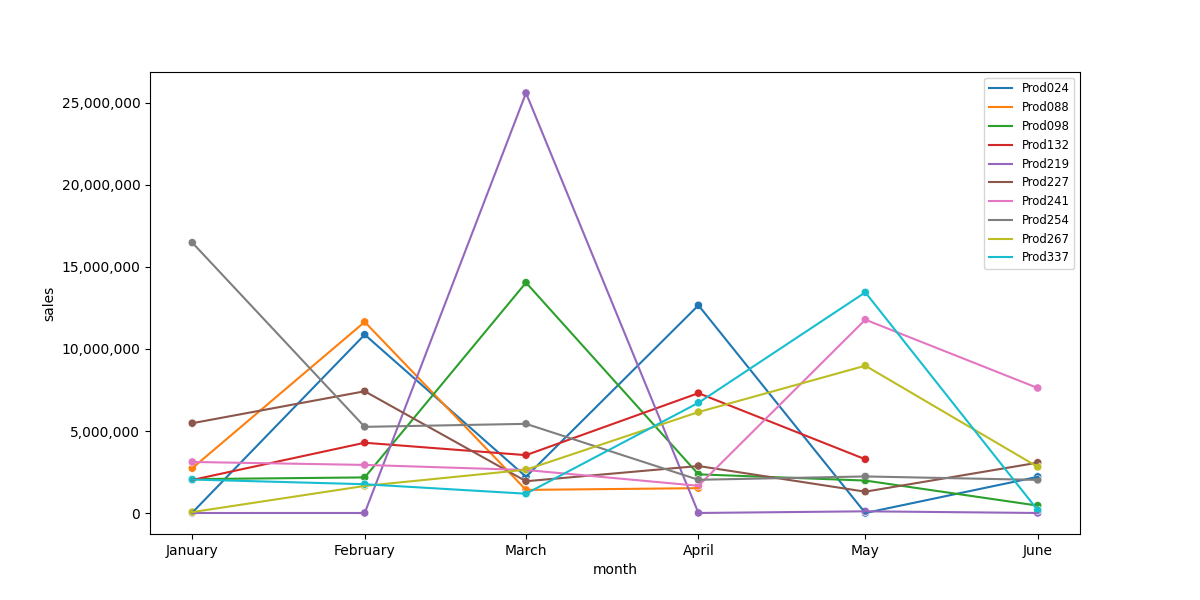 25,000,000
20,000,000
15,000,000
10,000,000
5,000,000
0
sales
January February March April May June
month
Prod024
Prod088
Prod098
Prod132
Prod219
Prod227
Prod241
Prod254
Prod267
Prod337